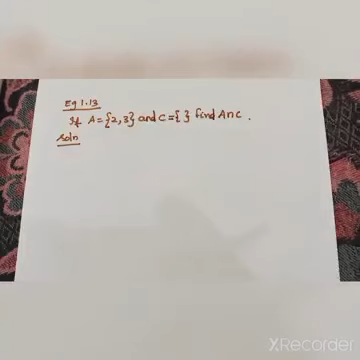 Eg 1.13
If A = {2, 3} and C = { } find A∩C.
Soln
XRecorder